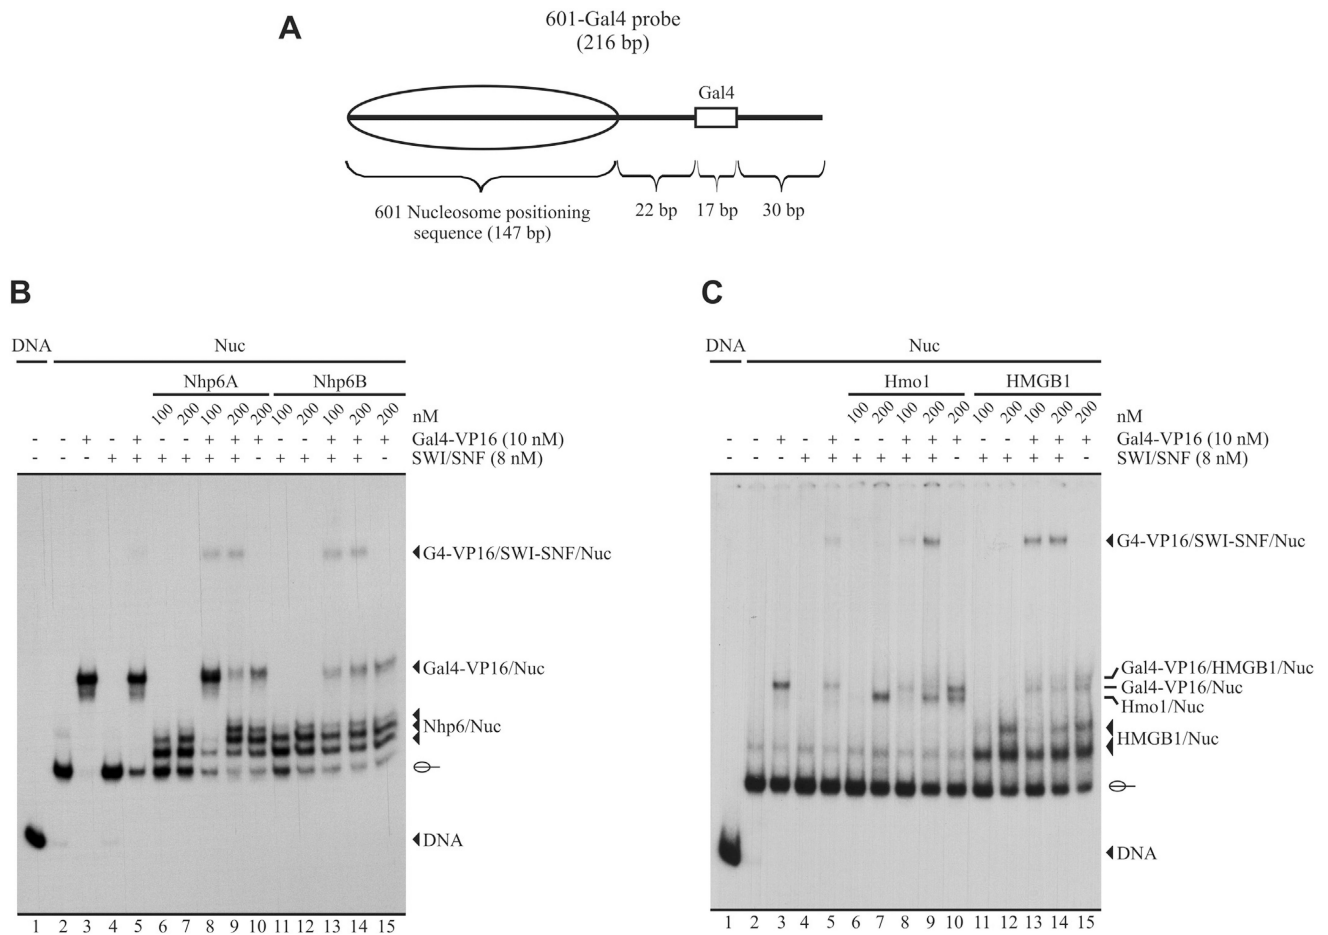 A
601-Gal4 probe
(216 bp)
Gal4
601 Nucleosome positioning
sequence (147 bp)
22 bp
17 bp
30 bp
B
DNA
Nuc
Nhp6A
Nhp6B
100 200 100 200 200 100 200 100 200 200 nM
- - + - + - - + + + - - + + + Gal4-VP16 (10 nM)
- - - + + + + + + - + + + + - SWI/SNF (8 nM)
G4-VP16/SWI-SNF/Nuc
Gal4-VP16/Nuc
Nhp6/Nuc
DNA
1 2 3 4 5 6 7 8 9 10 11 12 13 14 15
C
DNA
Nuc
Hmo1
HMGB1
100 200 100 200 200 100 200 100 200 200 nM
- - + - + - - + + + - - + + + Gal4-VP16 (10 nM)
- - - + + + + + + - + + + + - SWI/SNF (8 nM)
G4-VP16/SWI-SNF/Nuc
Gal4-VP16/HMGB1/Nuc
Gal4-VP16/Nuc
Hmo1/Nuc
HMGB1/Nuc
DNA
1 2 3 4 5 6 7 8 9 10 11 12 13 14 15